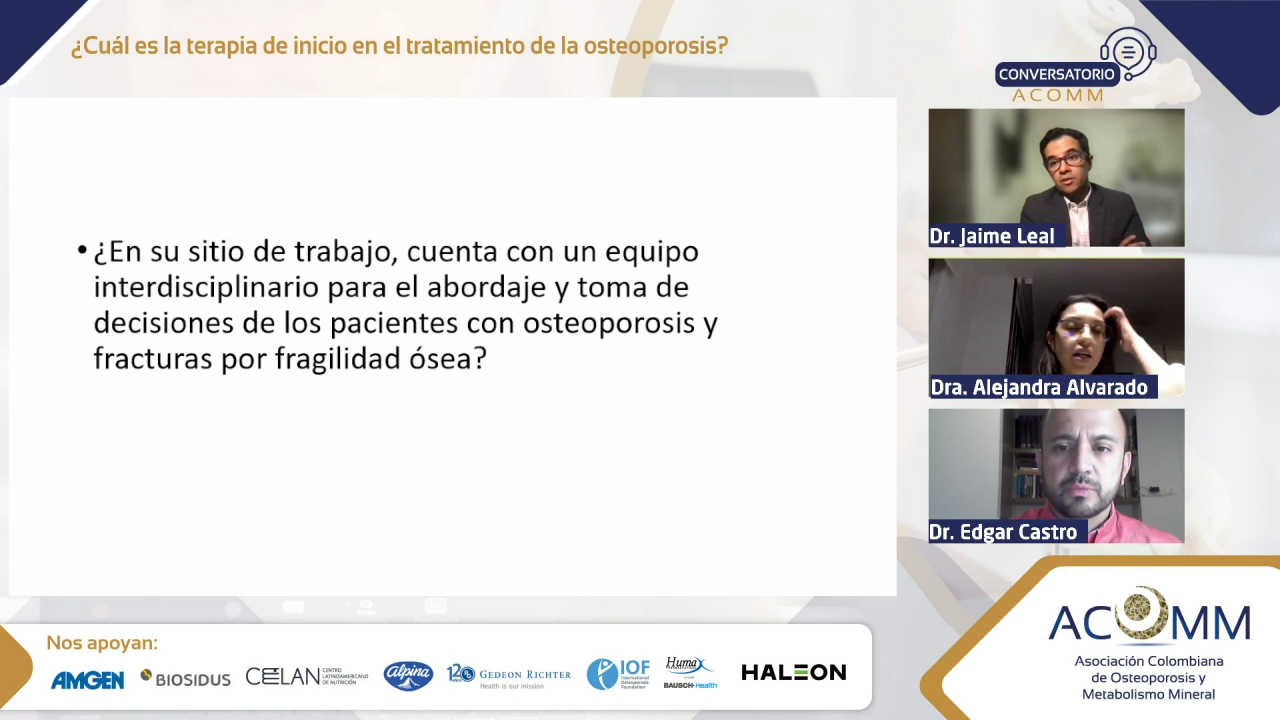 ¿Cuál es la terapia de inicio en el tratamiento de la osteoporosis?
CONVERSATORIO
ACOMM
• ¿En su sitio de trabajo, cuenta con un equipo
interdisciplinario para el abordaje y toma de
decisiones de los pacientes con osteoporosis y
fracturas por fragilidad ósea?
Dr. Jaime Leal
Dra. Alejandra Alvarado
Dr. Edgar Castro
Nos apoyan:
AMGEN
BIOSIDUS
CELAN
CENTRO
LATINOAMERICANO
DE NUTRICIÓN
Alpina
120
GEDEON RICHTER
Health is our mission
IOF
International
Osteoporosis
Foundation
Humax
BAUSCH+Health
HALEON
ACOMM
Asociación Colombiana
de Osteoporosis y
Metabolismo Mineral